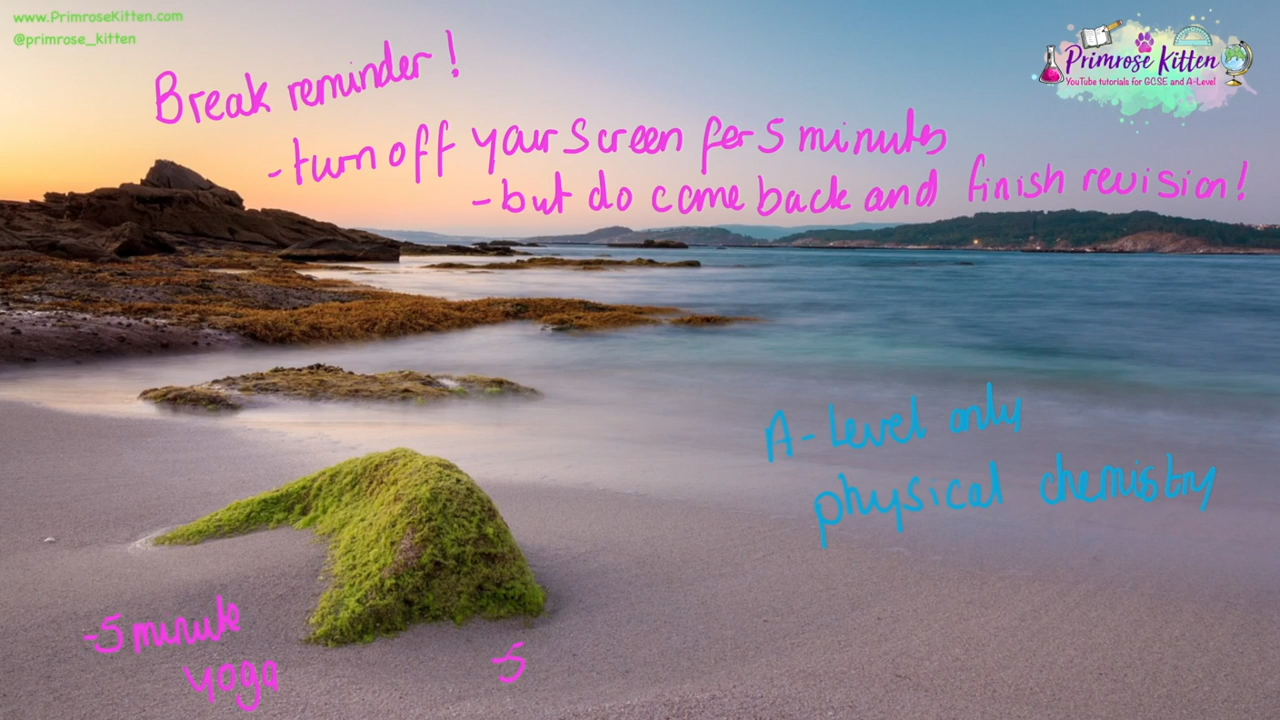 www.PrimroseKitten.com
@primrose_kitten
Primrose Kitten
YouTube tutorials for GCSE and A-Level
Break reminder!
-turn off your screen for 5 minutes
-but do come back and finish revision!
A-Level only
physical chemistry
-5 minute
yoga
-5